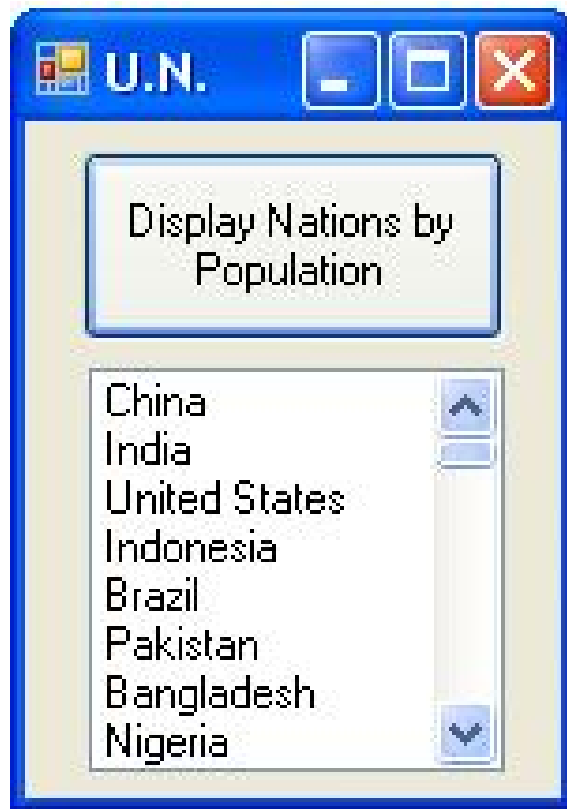 U.N.
Display Nations by
Population
China
India
United States
Indonesia
Brazil
Pakistan
Bangladesh
Nigeria